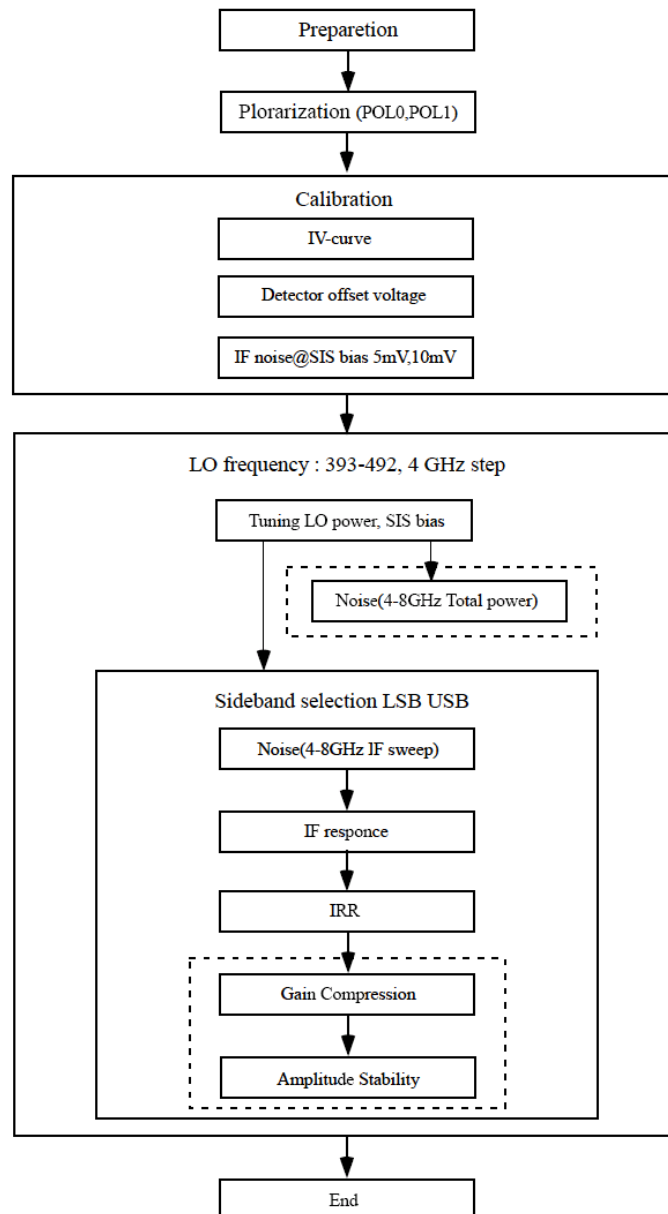 Preparetion
Plorarization (POL0,POL1)
Calibration
IV-curve
Detector offset voltage
IF noise@SIS bias 5mV,10mV
LO frequency : 393-492, 4 GHz step
Tuning LO power, SIS bias
Noise(4-8GHz Total power)
Sideband selection LSB USB
Noise(4-8GHz IF sweep)
IF responce
IRR
Gain Compression
Amplitude Stability
End